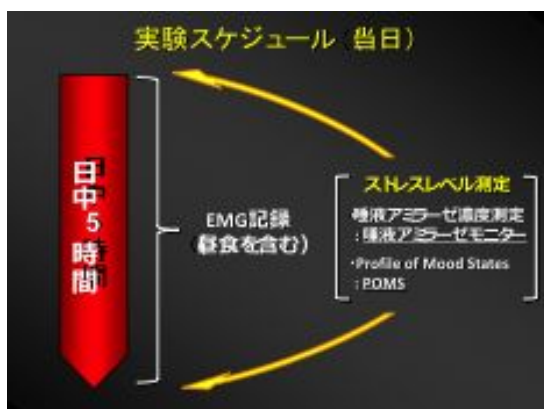 実験スケジュール（当日）
日中5時間
EMG記録
（昼食を含む）
ストレスレベル測定
・唾液アミラーゼ濃度測定
：唾液アミラーゼモニター
・Profile of Mood States
：POMS